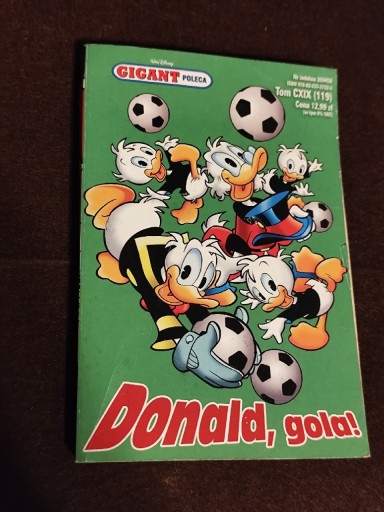 Walt Disney
GIGANT POLECA
Tom CXIX (119)
Cena 12,99 zł
Donald, gola!